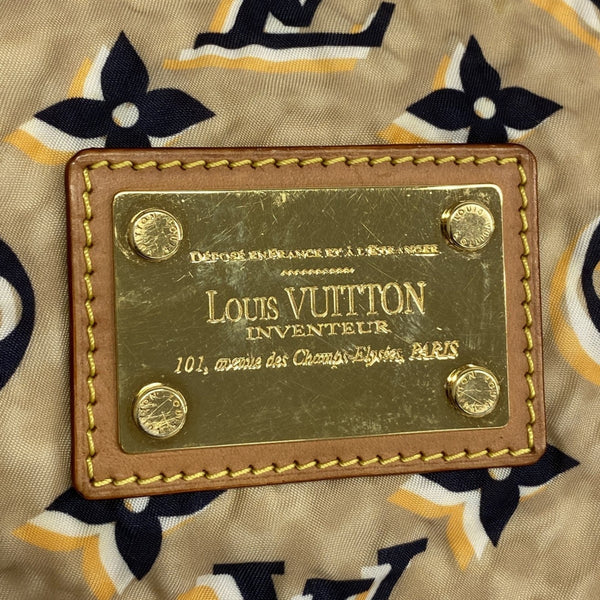 DÉPOSÉ EN FRANCE ET À L'ÉTRANGER
LOUIS VUITTON
INVENTEUR
101, avenue des Champs-Elysées, PARIS